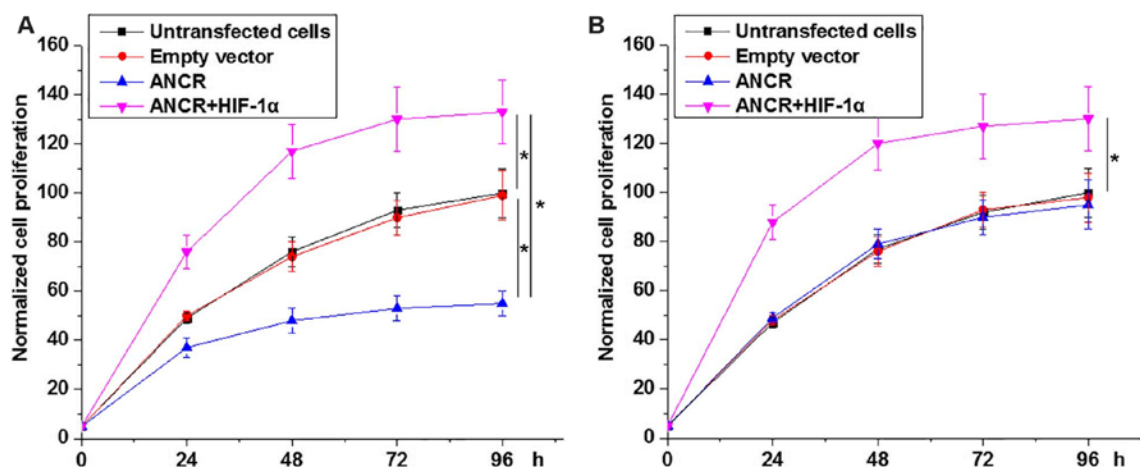 A
Untransfected cells
Empty vector
ANCR
ANCR+HIF-1α
Normalized cell proliferation
160
140
120
100
80
60
40
20
0
0 24 48 72 96 h
*
*
*
B
Untransfected cells
Empty vector
ANCR
ANCR+HIF-1α
Normalized cell proliferation
160
140
120
100
80
60
40
20
0
0 24 48 72 96 h
*